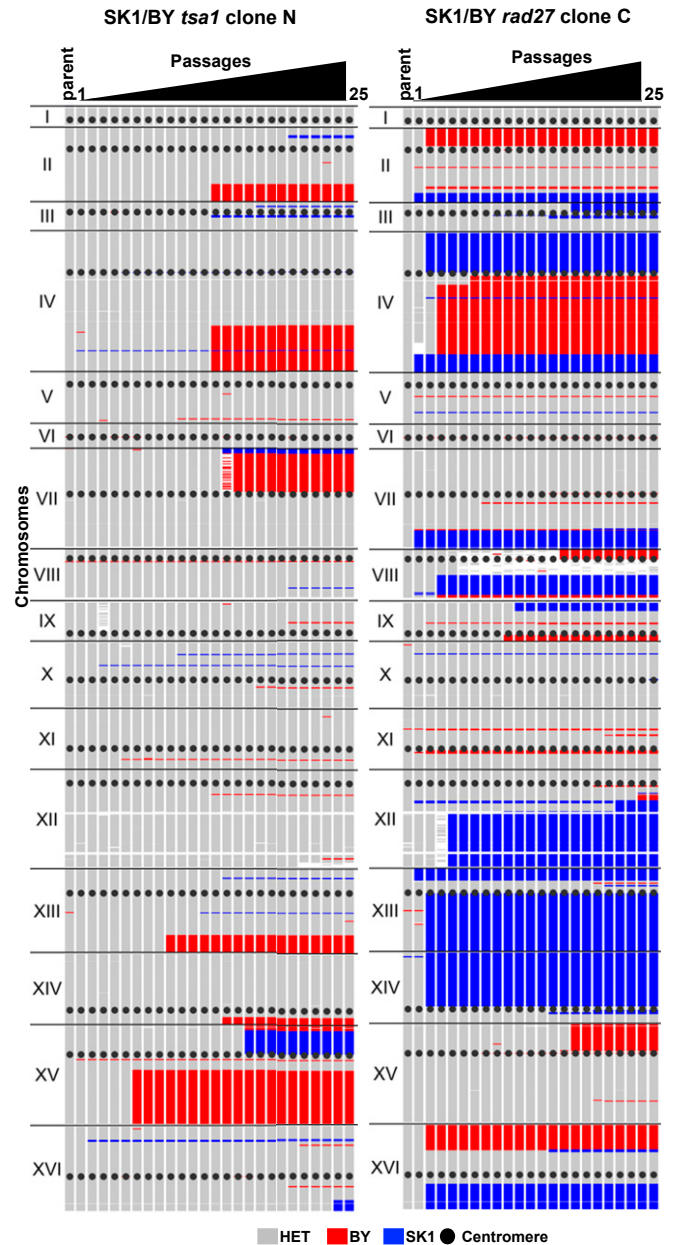 SK1/BY tsa1 clone N
SK1/BY rad27 clone C
parent
1
Passages
25
parent
1
Passages
25
Chromosomes
I
II
III
IV
V
VI
VII
VIII
IX
X
XI
XII
XIII
XIV
XV
XVI
I
II
III
IV
V
VI
VII
VIII
IX
X
XI
XII
XIII
XIV
XV
XVI
HET BY SK1 Centromere